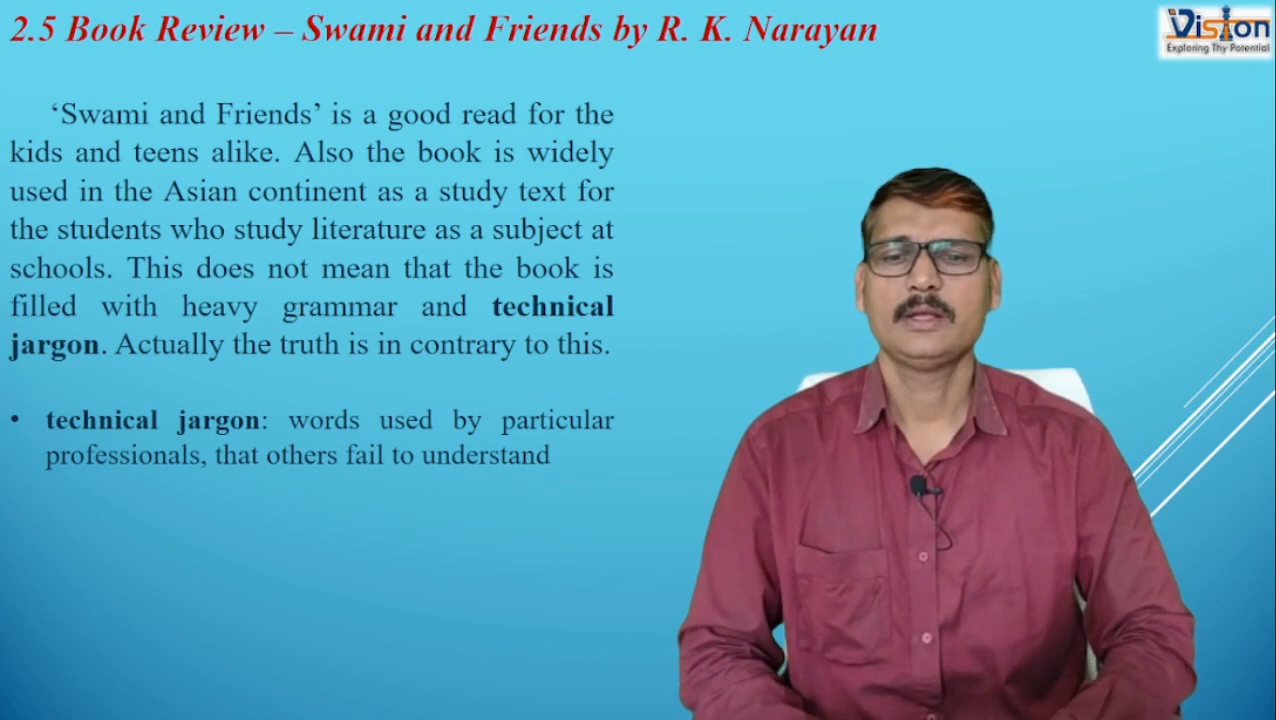 2.5 Book Review – Swami and Friends by R. K. Narayan
Vision
Exploring Thy Potential
‘Swami and Friends’ is a good read for the
kids and teens alike. Also the book is widely
used in the Asian continent as a study text for
the students who study literature as a subject at
schools. This does not mean that the book is
filled with heavy grammar and technical
jargon. Actually the truth is in contrary to this.
• technical jargon: words used by particular
professionals, that others fail to understand